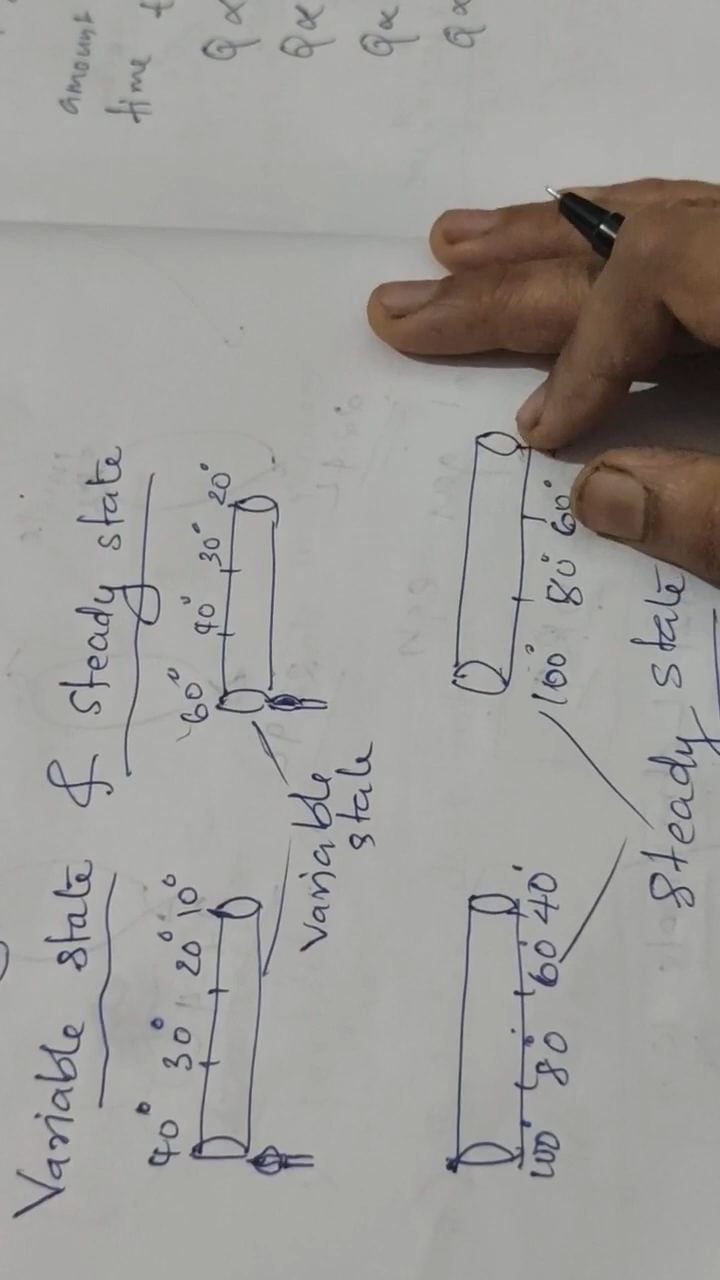 amount
time t
Q α
Q α
Q α
Q α
Variable state & steady state
40° 30° 20° 10°
60° 40° 30° 20°
Variable
state
100 80 60° 40°
100° 80° 60°
Steady state